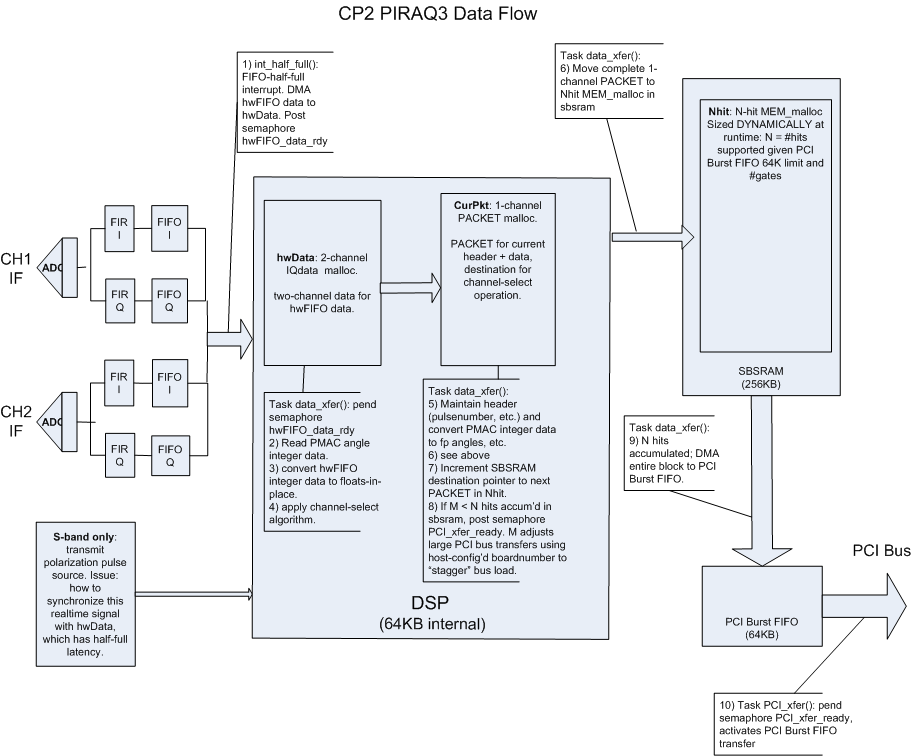 CP2 PIRAQ3 Data Flow
1) int_half_full():
FIFO-half-full
interrupt. DMA
hwFIFO data to
hwData. Post
semaphore
hwFIFO_data_rdy
Task data_xfer():
6) Move complete 1-
channel PACKET to
Nhit MEM_malloc in
sbsram
Nhit: N-hit MEM_malloc
Sized DYNAMICALLY at
runtime: N = #hits
supported given PCI
Burst FIFO 64K limit and
#gates
SBSRAM
(256KB)
CH1
IF
ADC
FIR
I
FIFO
I
FIR
Q
FIFO
Q
CH2
IF
ADC
FIR
I
FIFO
I
FIR
Q
FIFO
Q
hwData: 2-channel
IQdata malloc.
two-channel data for
hwFIFO data.
CurPkt: 1-channel
PACKET malloc.
PACKET for current
header + data,
destination for
channel-select
operation.
Task data_xfer(): pend
semaphore
hwFIFO_data_rdy
2) Read PMAC angle
integer data.
3) convert hwFIFO
integer data to floats-in-
place.
4) apply channel-select
algorithm.
Task data_xfer():
5) Maintain header
(pulsenumber, etc.) and
convert PMAC integer data
to fp angles, etc.
6) see above
7) Increment SBSRAM
destination pointer to next
PACKET in Nhit.
8) If M < N hits accum'd in
sbsram, post semaphore
PCI_xfer_ready. M adjusts
large PCI bus transfers using
host-config'd boardnumber to
“stagger” bus load.
DSP
(64KB internal)
S-band only:
transmit
polarization pulse
source. Issue:
how to
synchronize this
realtime signal
with hwData,
which has half-full
latency.
Task data_xfer():
9) N hits
accumulated; DMA
entire block to PCI
Burst FIFO.
PCI Bus
PCI Burst FIFO
(64KB)
10) Task PCI_xfer(): pend
semaphore PCI_xfer_ready,
activates PCI Burst FIFO
transfer